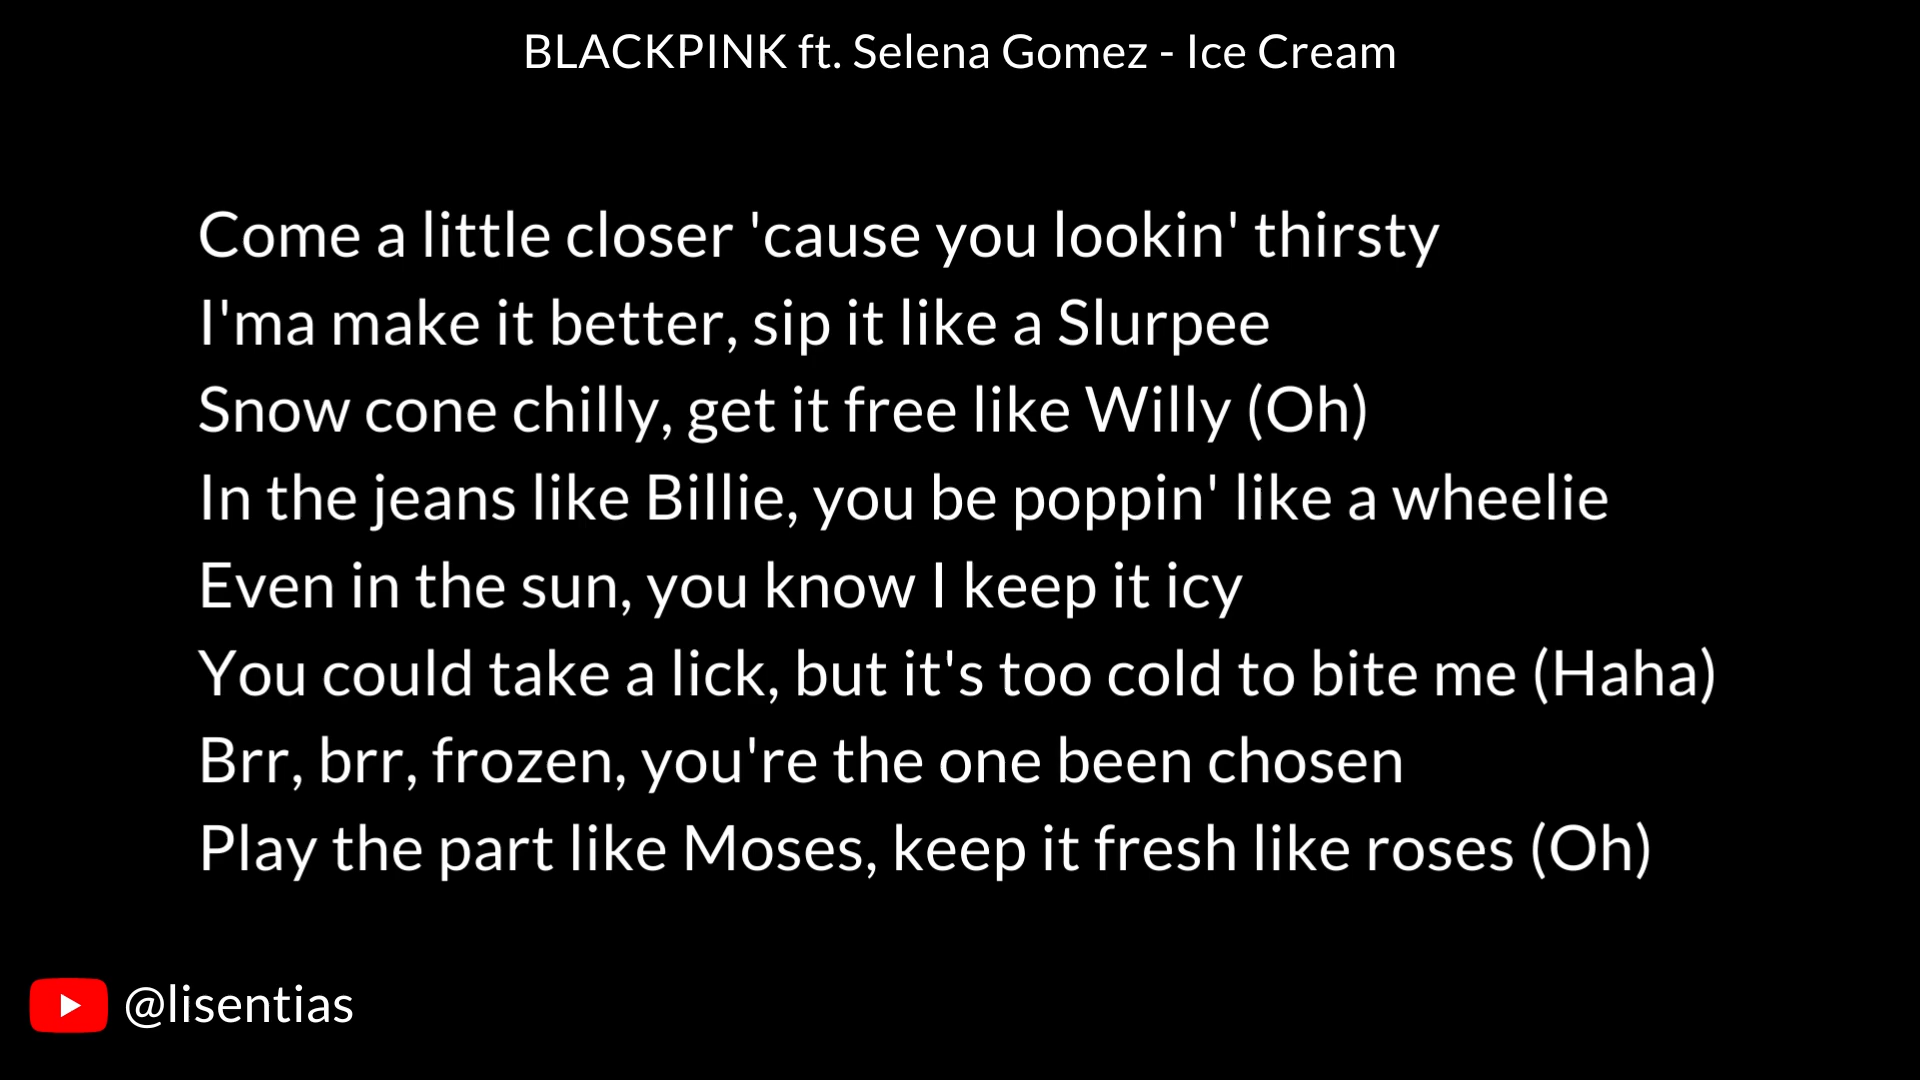 BLACKPINK ft. Selena Gomez - Ice Cream
Come a little closer 'cause you lookin' thirsty
I'ma make it better, sip it like a Slurpee
Snow cone chilly, get it free like Willy (Oh)
In the jeans like Billie, you be poppin' like a wheelie
Even in the sun, you know I keep it icy
You could take a lick, but it's too cold to bite me (Haha)
Brr, brr, frozen, you're the one been chosen
Play the part like Moses, keep it fresh like roses (Oh)
@lisentias